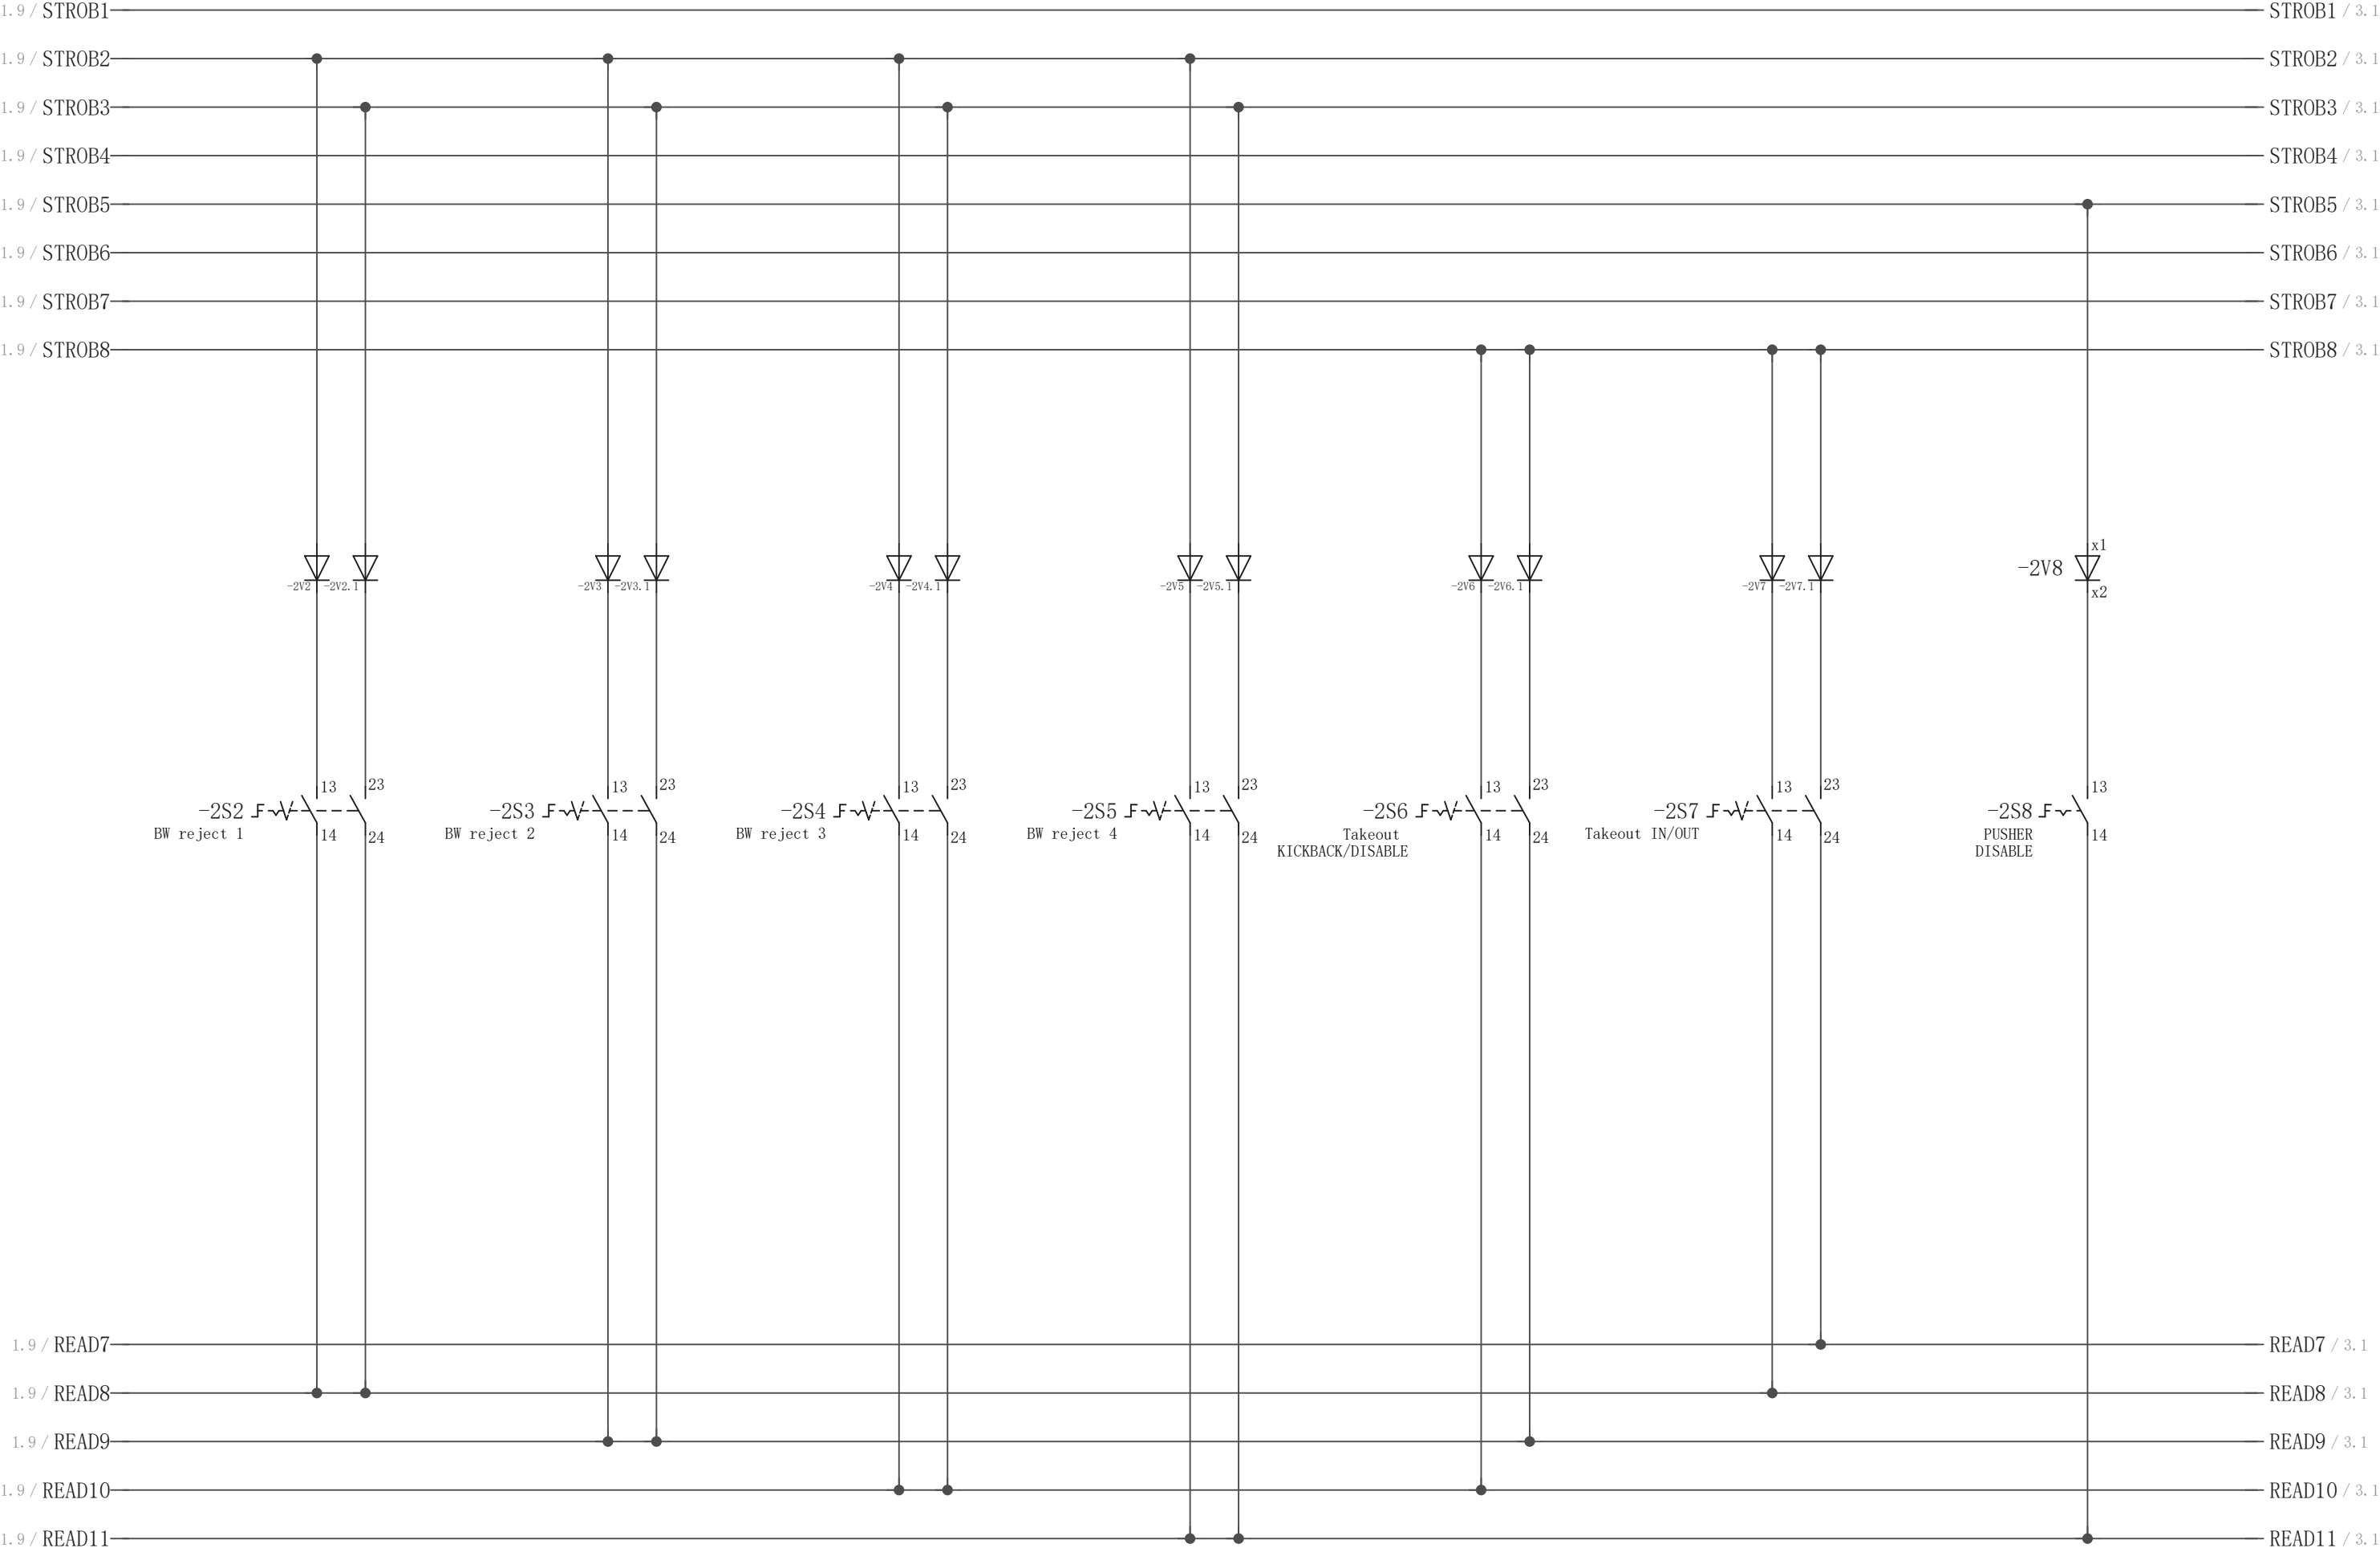 1.9 / STROB1 STROB1 / 3.1
1.9 / STROB2 STROB2 / 3.1
1.9 / STROB3 STROB3 / 3.1
1.9 / STROB4 STROB4 / 3.1
1.9 / STROB5 STROB5 / 3.1
1.9 / STROB6 STROB6 / 3.1
1.9 / STROB7 STROB7 / 3.1
1.9 / STROB8 STROB8 / 3.1
x1
-2V8
-2V2 -2V2.1 -2V3 -2V3.1 -2V4 -2V4.1 -2V5 -2V5.1 -2V6 -2V6.1 -2V7 -2V7.1
x2
13 23 13 23 13 23 13 23 13 23 13 23 13
-2S2 -2S3 -2S4 -2S5 -2S6 -2S7 -2S8
BW reject 1 14 24 BW reject 2 14 24 BW reject 3 14 24 BW reject 4 14 24 Takeout 14 24 Takeout IN/OUT 14 24 PUSHER 14
KICKBACK/DISABLE DISABLE
1.9 / READ7 READ7 / 3.1
1.9 / READ8 READ8 / 3.1
1.9 / READ9 READ9 / 3.1
1.9 / READ10 READ10 / 3.1
1.9 / READ11 READ11 / 3.1